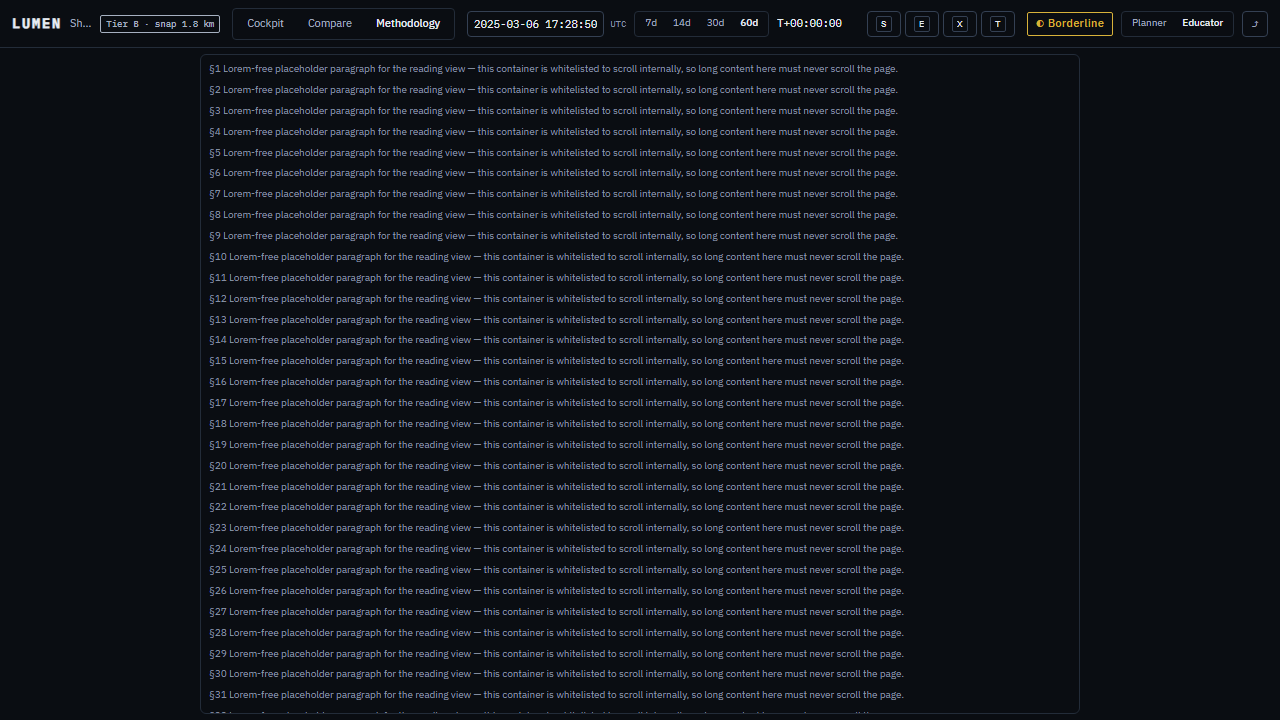 LUMEN Sh... Tier B · snap 1.8 km Cockpit Compare Methodology 2025-03-06 17:28:50 UTC 7d 14d 30d 60d T+00:00:00 S E X T ◐ Borderline Planner Educator ⤴
§1 Lorem-free placeholder paragraph for the reading view — this container is whitelisted to scroll internally, so long content here must never scroll the page.
§2 Lorem-free placeholder paragraph for the reading view — this container is whitelisted to scroll internally, so long content here must never scroll the page.
§3 Lorem-free placeholder paragraph for the reading view — this container is whitelisted to scroll internally, so long content here must never scroll the page.
§4 Lorem-free placeholder paragraph for the reading view — this container is whitelisted to scroll internally, so long content here must never scroll the page.
§5 Lorem-free placeholder paragraph for the reading view — this container is whitelisted to scroll internally, so long content here must never scroll the page.
§6 Lorem-free placeholder paragraph for the reading view — this container is whitelisted to scroll internally, so long content here must never scroll the page.
§7 Lorem-free placeholder paragraph for the reading view — this container is whitelisted to scroll internally, so long content here must never scroll the page.
§8 Lorem-free placeholder paragraph for the reading view — this container is whitelisted to scroll internally, so long content here must never scroll the page.
§9 Lorem-free placeholder paragraph for the reading view — this container is whitelisted to scroll internally, so long content here must never scroll the page.
§10 Lorem-free placeholder paragraph for the reading view — this container is whitelisted to scroll internally, so long content here must never scroll the page.
§11 Lorem-free placeholder paragraph for the reading view — this container is whitelisted to scroll internally, so long content here must never scroll the page.
§12 Lorem-free placeholder paragraph for the reading view — this container is whitelisted to scroll internally, so long content here must never scroll the page.
§13 Lorem-free placeholder paragraph for the reading view — this container is whitelisted to scroll internally, so long content here must never scroll the page.
§14 Lorem-free placeholder paragraph for the reading view — this container is whitelisted to scroll internally, so long content here must never scroll the page.
§15 Lorem-free placeholder paragraph for the reading view — this container is whitelisted to scroll internally, so long content here must never scroll the page.
§16 Lorem-free placeholder paragraph for the reading view — this container is whitelisted to scroll internally, so long content here must never scroll the page.
§17 Lorem-free placeholder paragraph for the reading view — this container is whitelisted to scroll internally, so long content here must never scroll the page.
§18 Lorem-free placeholder paragraph for the reading view — this container is whitelisted to scroll internally, so long content here must never scroll the page.
§19 Lorem-free placeholder paragraph for the reading view — this container is whitelisted to scroll internally, so long content here must never scroll the page.
§20 Lorem-free placeholder paragraph for the reading view — this container is whitelisted to scroll internally, so long content here must never scroll the page.
§21 Lorem-free placeholder paragraph for the reading view — this container is whitelisted to scroll internally, so long content here must never scroll the page.
§22 Lorem-free placeholder paragraph for the reading view — this container is whitelisted to scroll internally, so long content here must never scroll the page.
§23 Lorem-free placeholder paragraph for the reading view — this container is whitelisted to scroll internally, so long content here must never scroll the page.
§24 Lorem-free placeholder paragraph for the reading view — this container is whitelisted to scroll internally, so long content here must never scroll the page.
§25 Lorem-free placeholder paragraph for the reading view — this container is whitelisted to scroll internally, so long content here must never scroll the page.
§26 Lorem-free placeholder paragraph for the reading view — this container is whitelisted to scroll internally, so long content here must never scroll the page.
§27 Lorem-free placeholder paragraph for the reading view — this container is whitelisted to scroll internally, so long content here must never scroll the page.
§28 Lorem-free placeholder paragraph for the reading view — this container is whitelisted to scroll internally, so long content here must never scroll the page.
§29 Lorem-free placeholder paragraph for the reading view — this container is whitelisted to scroll internally, so long content here must never scroll the page.
§30 Lorem-free placeholder paragraph for the reading view — this container is whitelisted to scroll internally, so long content here must never scroll the page.
§31 Lorem-free placeholder paragraph for the reading view — this container is whitelisted to scroll internally, so long content here must never scroll the page.